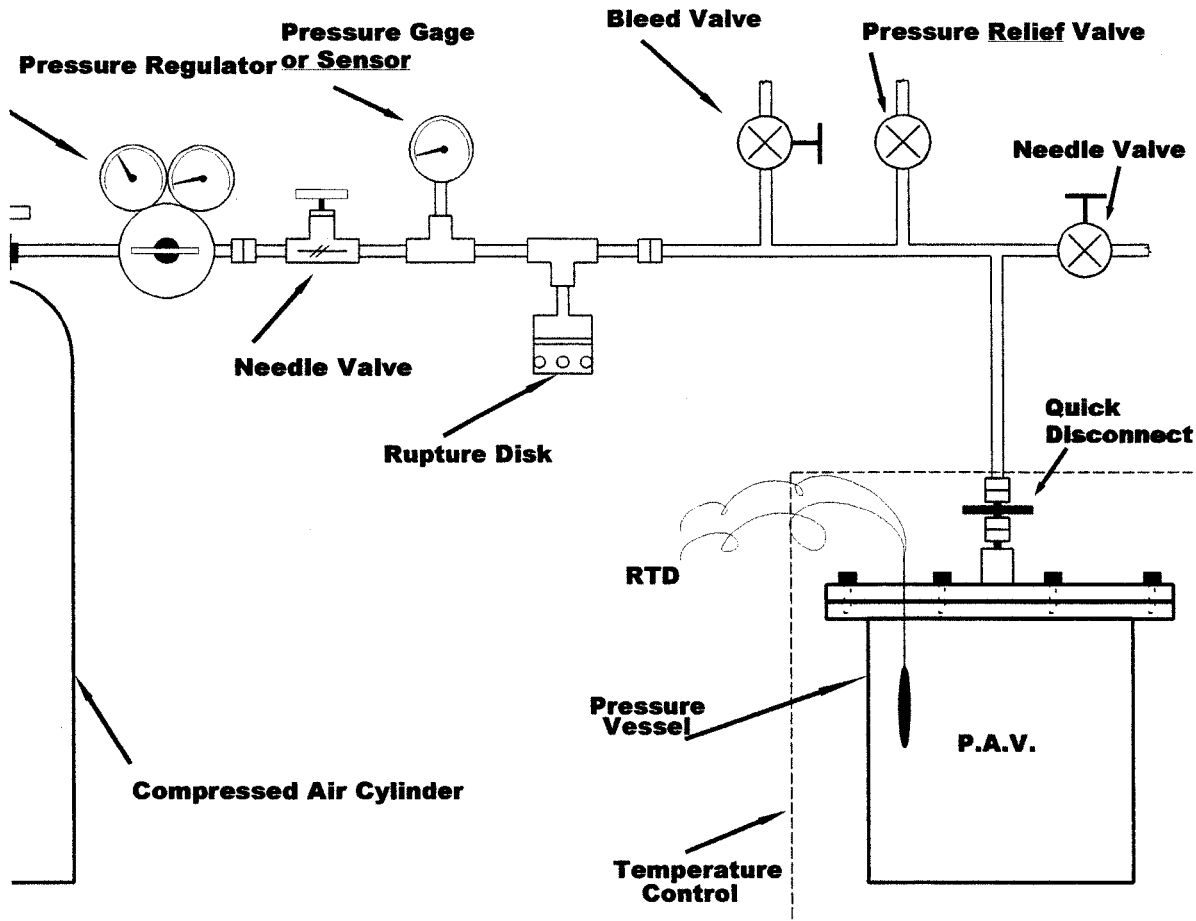 Bleed Valve
Pressure Gage
or Sensor
Pressure Relief Valve
Pressure Regulator
Needle Valve
Needle Valve
Quick
Disconnect
Rupture Disk
RTD
Pressure
Vessel
P.A.V.
Compressed Air Cylinder
Temperature
Control